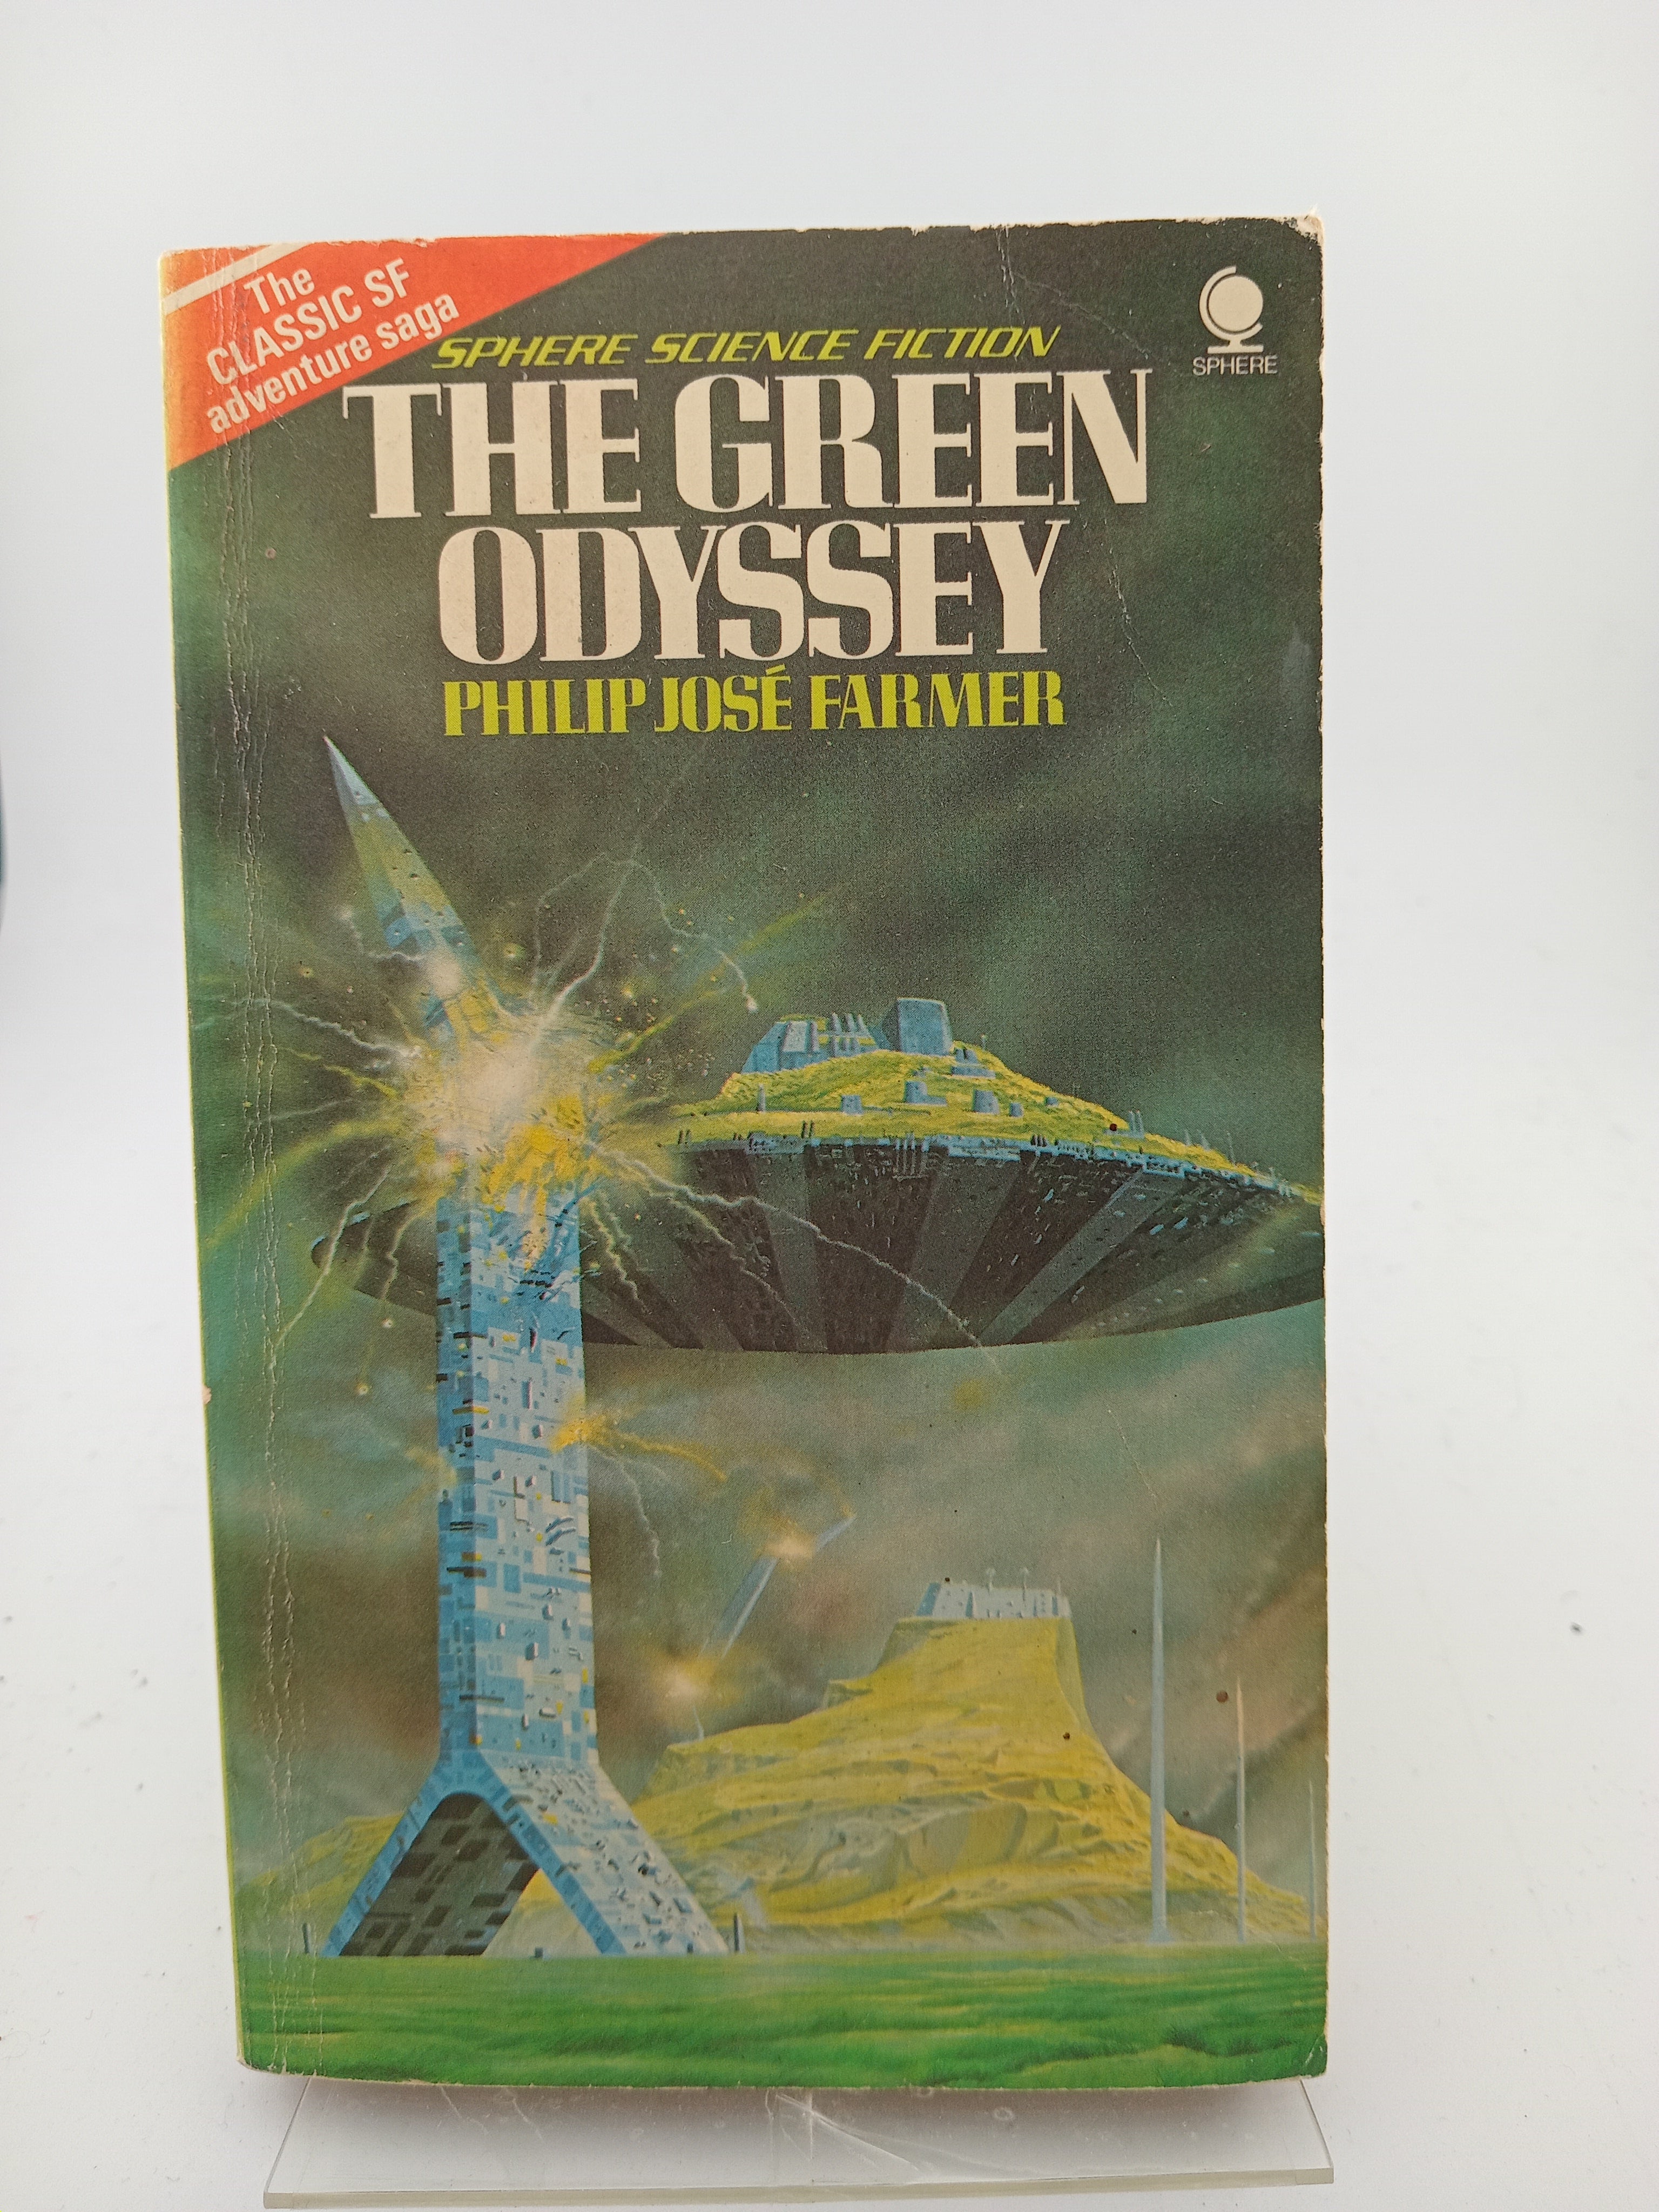 The
CLASSIC SF
adventure saga
SPHERE
SPHERE SCIENCE FICTION
THE GREEN
ODYSSEY
PHILIP JOSÉ FARMER